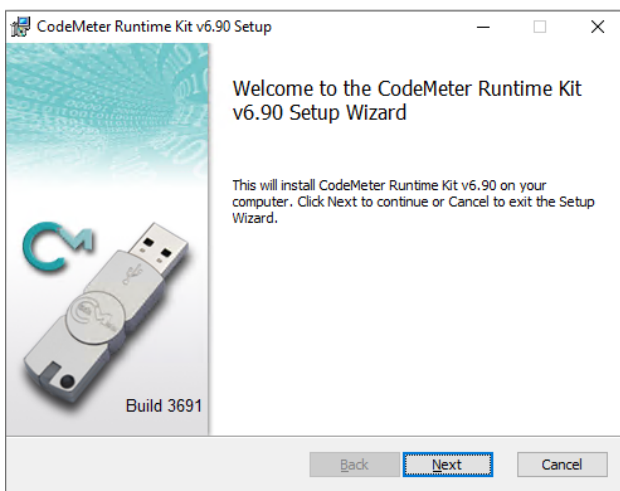 CodeMeter Runtime Kit v6.90 Setup
Welcome to the CodeMeter Runtime Kit
v6.90 Setup Wizard
This will install CodeMeter Runtime Kit v6.90 on your
computer. Click Next to continue or Cancel to exit the Setup
Wizard.
Build 3691
Back
Next
Cancel